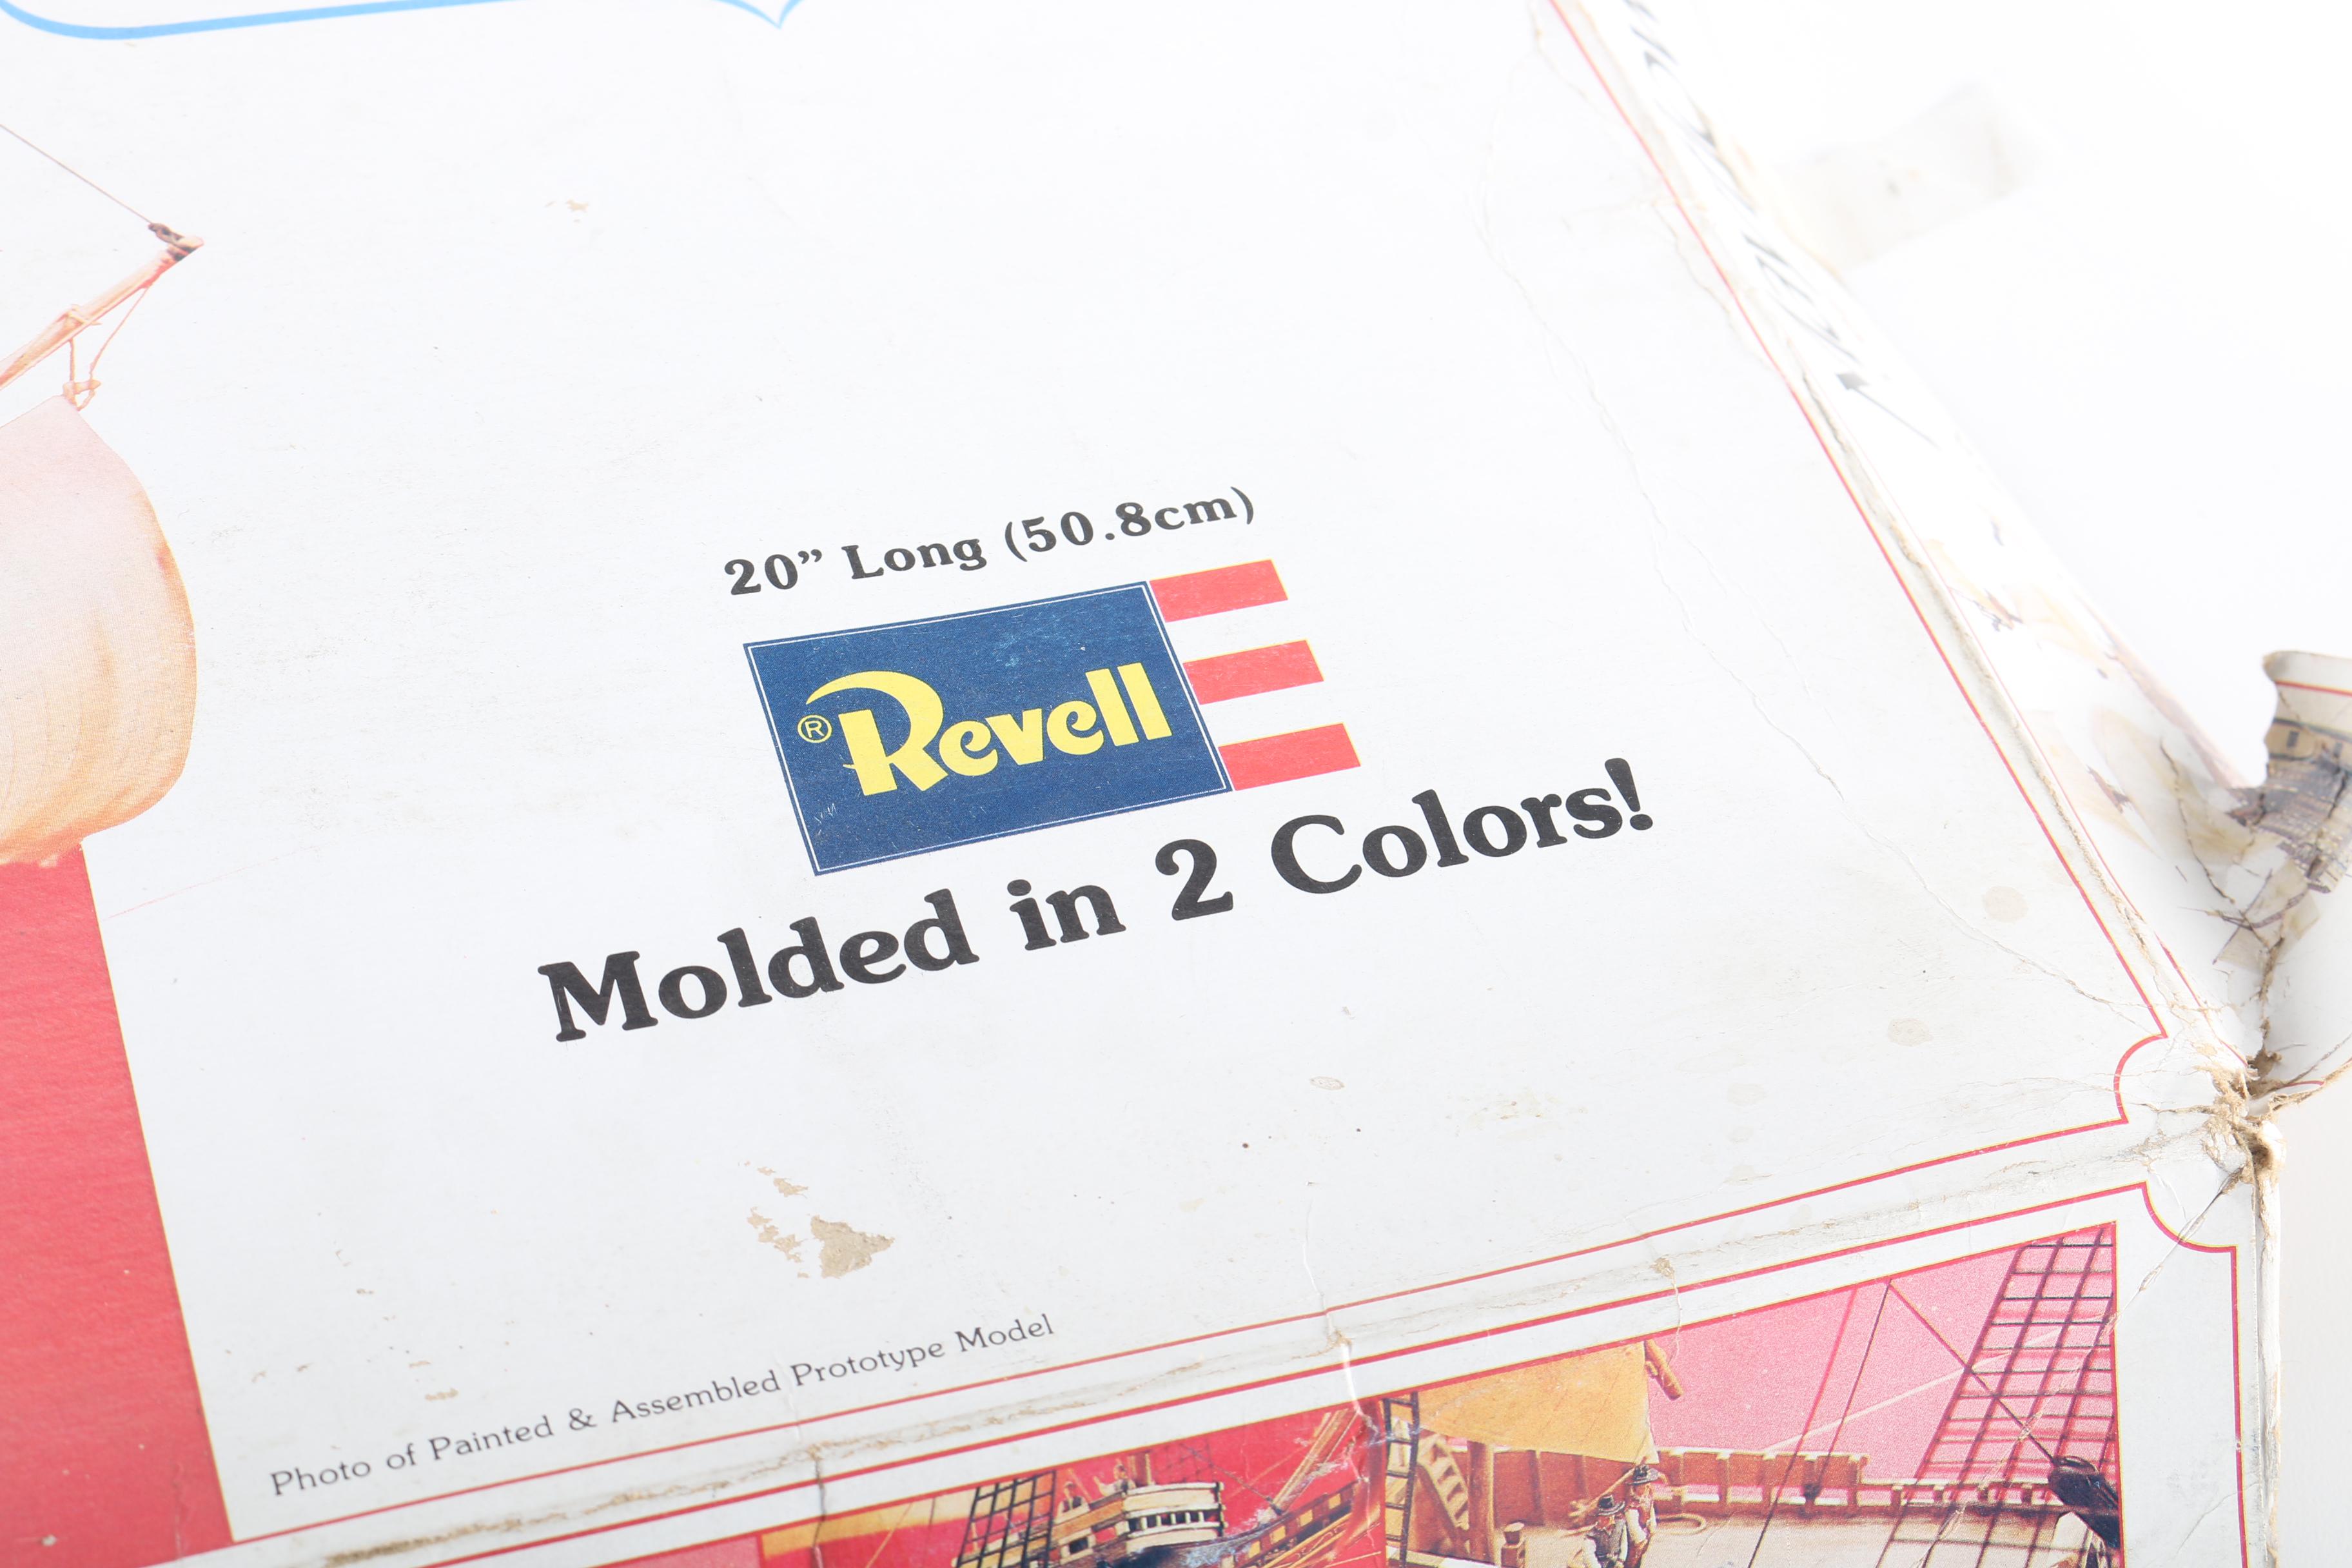 20” Long (50.8cm)
® Revell
Molded in 2 Colors!
Photo of Painted & Assembled Prototype Model